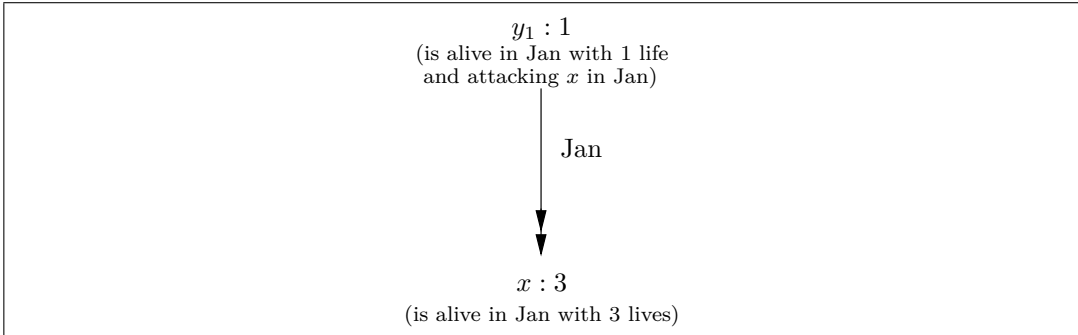 y₁ : 1
(is alive in Jan with 1 life
and attacking x in Jan)
Jan
x : 3
(is alive in Jan with 3 lives)